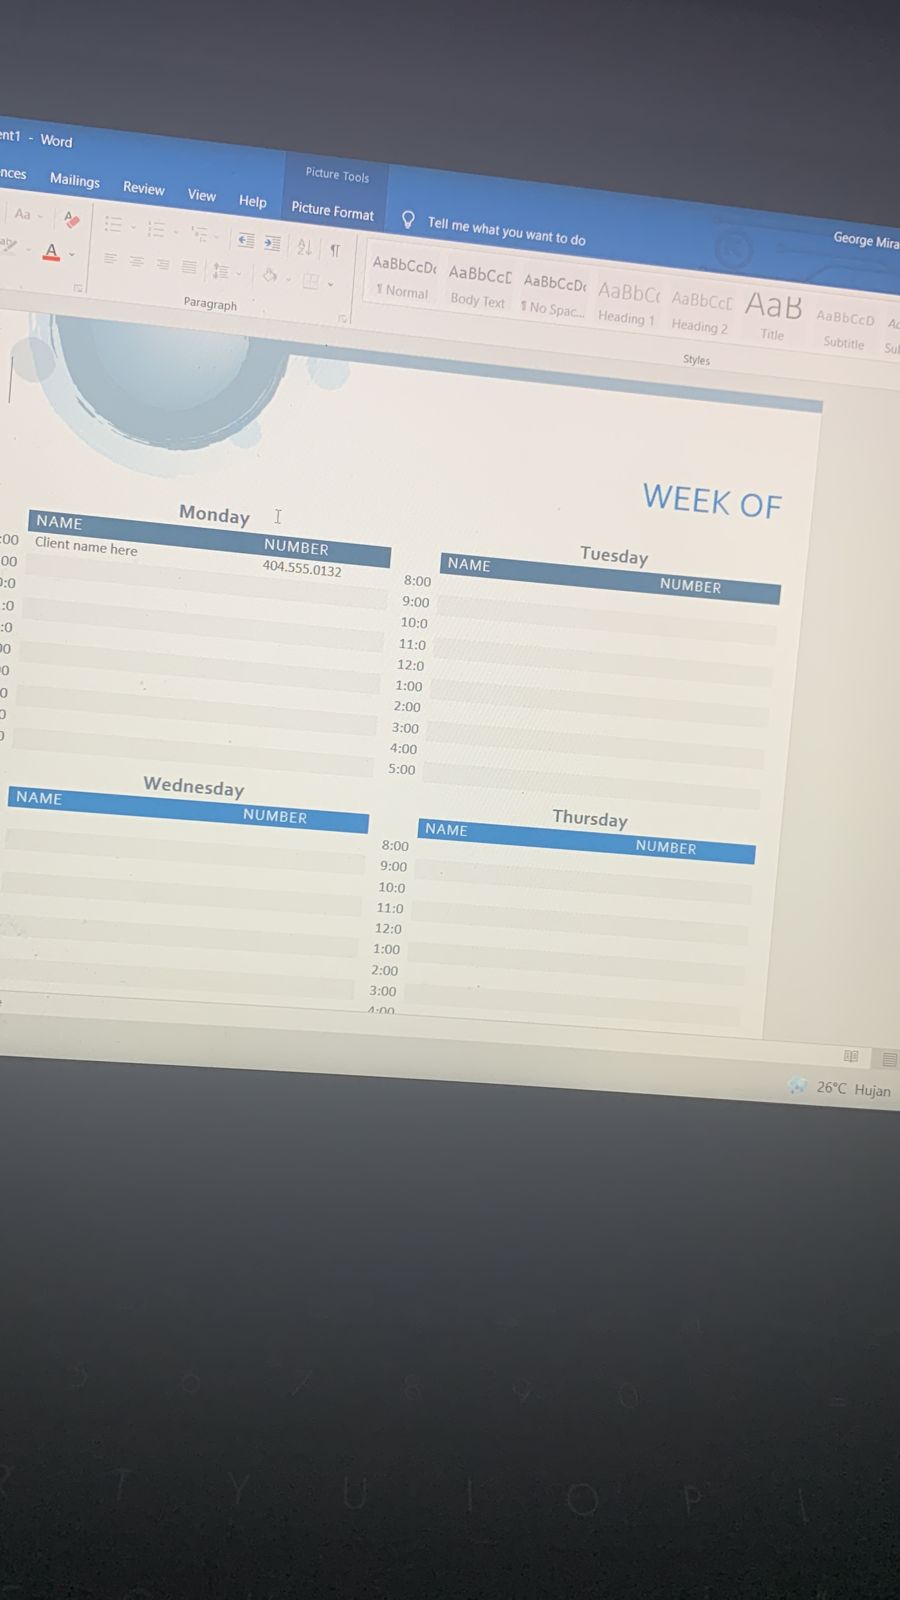 ent1 - Word
nces Mailings Review View Help Picture Tools Picture Format Tell me what you want to do George Mira
Aa
A
Paragraph
AaBbCcDc AaBbCcD AaBbCcDc AaBbC AaBbCcD AaB AaBbCcD
¶ Normal Body Text ¶ No Spac... Heading 1 Heading 2 Title Subtitle Sul
Styles
WEEK OF
Monday
NAME NUMBER
:00 Client name here 404.555.0132
00
0:0
:0
:0
00
0
0
0
Tuesday
NAME NUMBER
8:00
9:00
10:0
11:0
12:0
1:00
2:00
3:00
4:00
5:00
Wednesday
NAME NUMBER
Thursday
NAME NUMBER
8:00
9:00
10:0
11:0
12:0
1:00
2:00
3:00
4:00
26°C Hujan
T Y U I O P